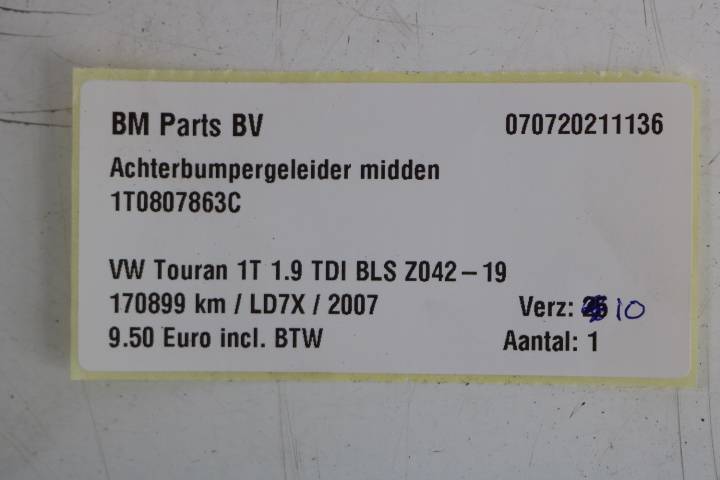 BM Parts BV 070720211136
Achterbumpergeleider midden
1T0807863C
VW Touran 1T 1.9 TDI BLS Z042-19
170899 km / LD7X / 2007 Verz: 10
9.50 Euro incl. BTW Aantal: 1